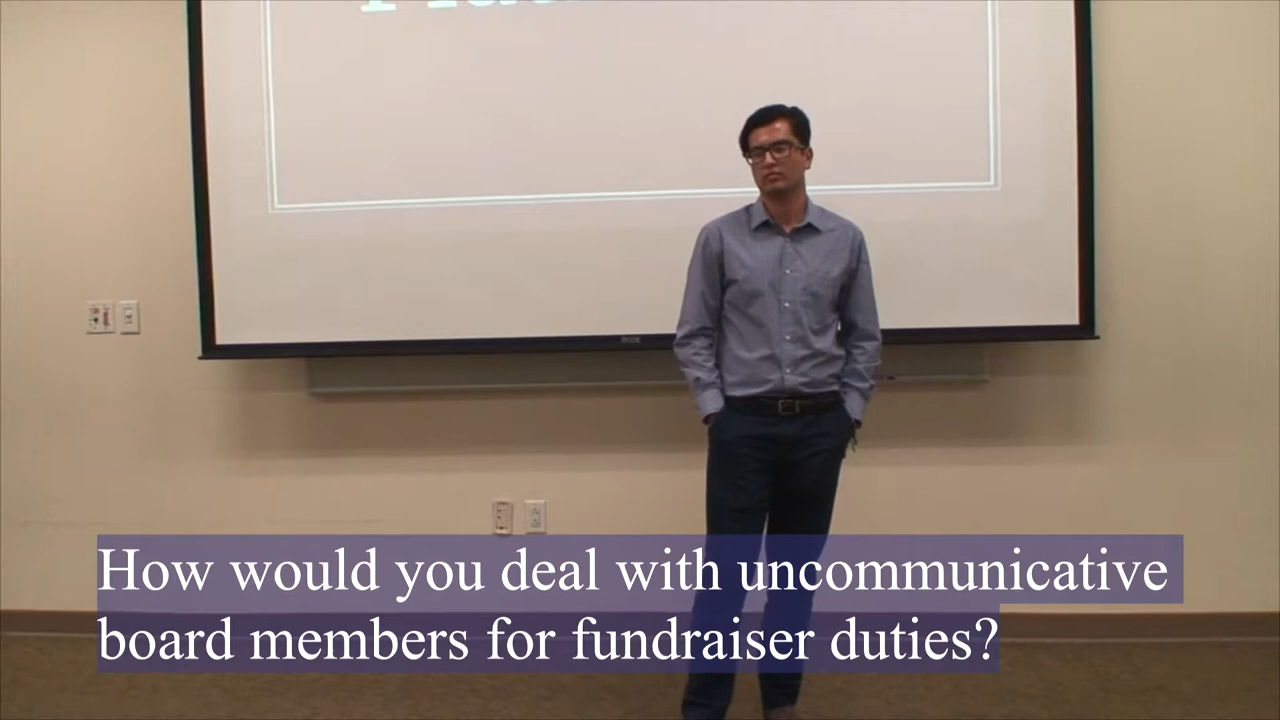 How would you deal with uncommunicative
board members for fundraiser duties?